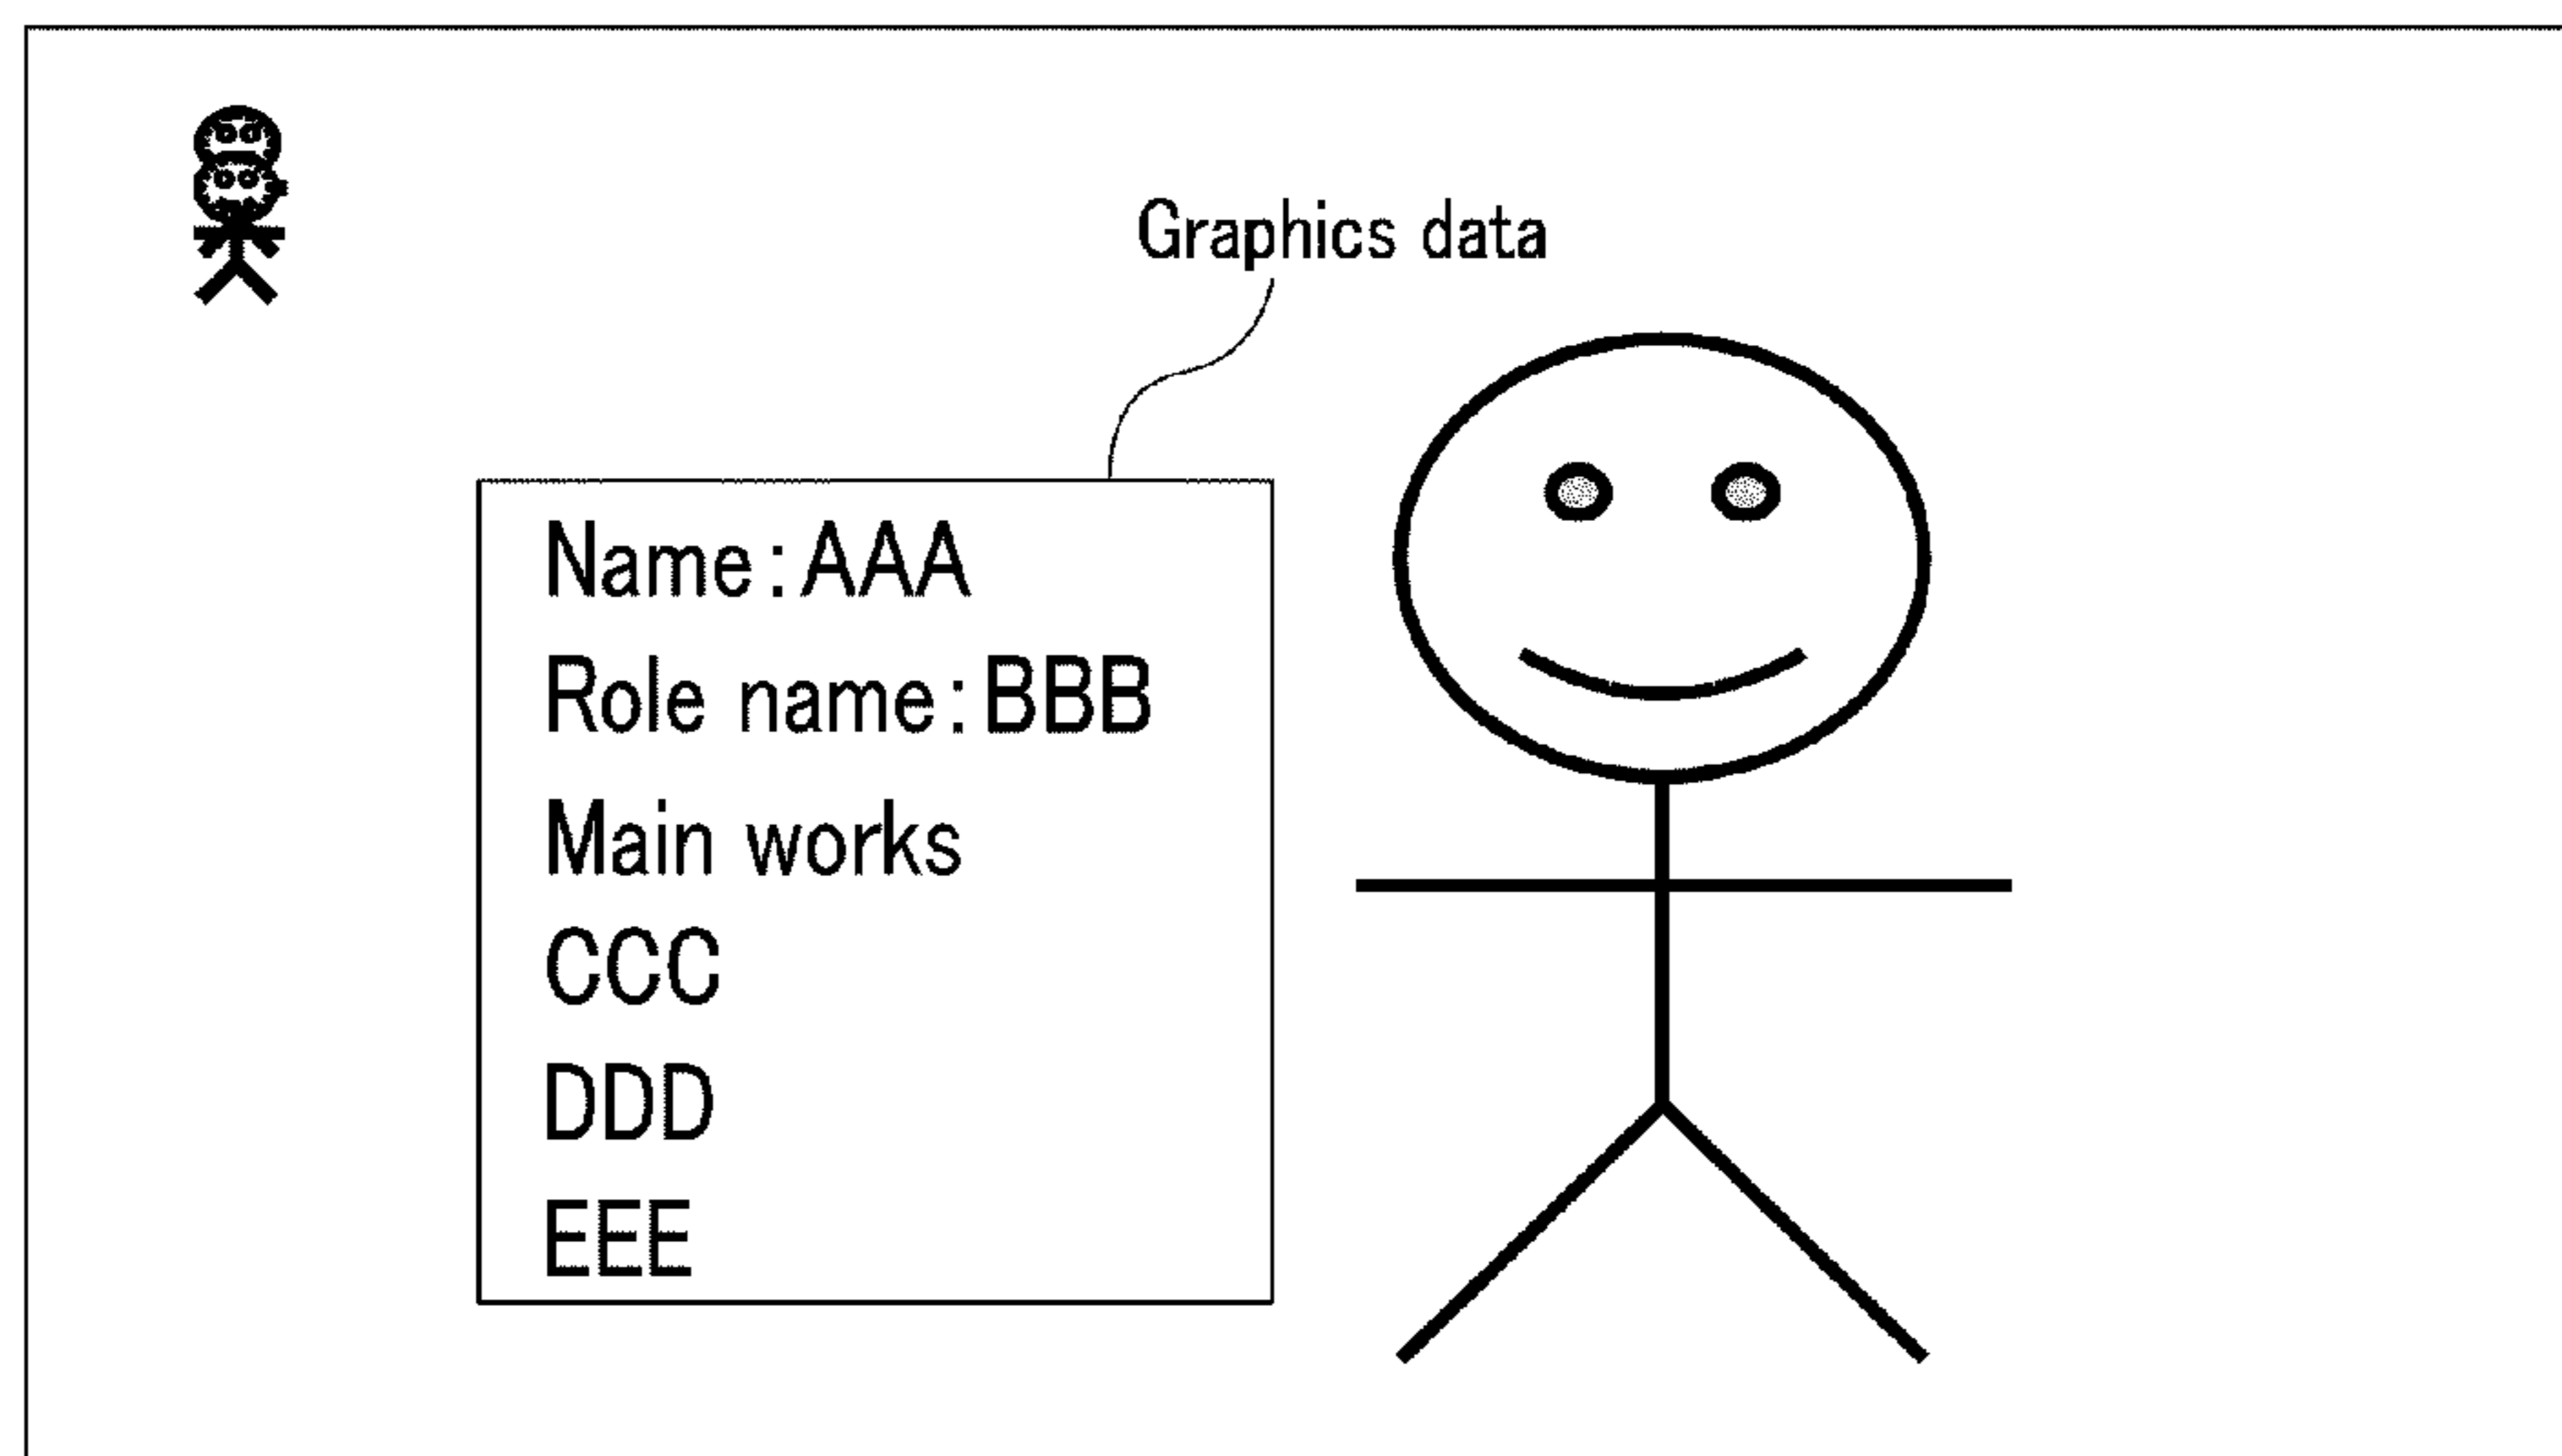 Graphics data
Name:AAA
Role name:BBB
Main works
CCC
DDD
EEE